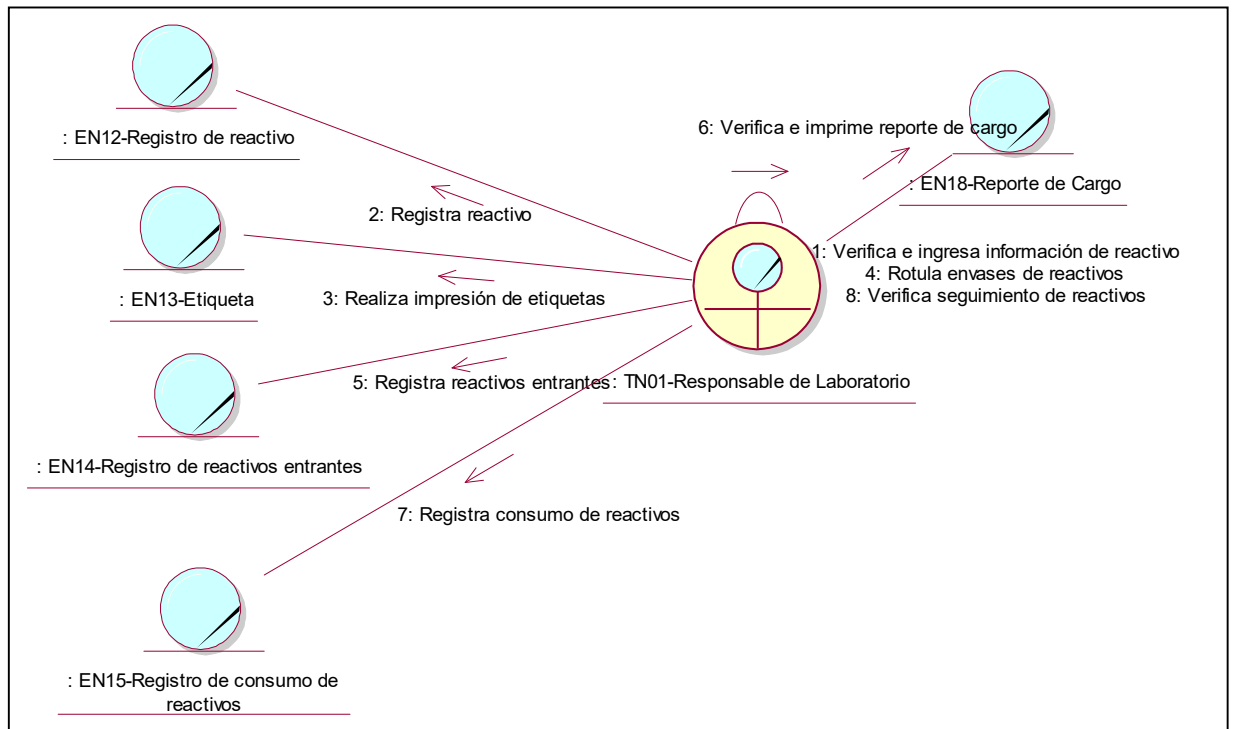 6: Verifica e imprime reporte de cargo
: EN12-Registro de reactivo
: EN18-Reporte de Cargo
2: Registra reactivo
1: Verifica e ingresa información de reactivo
4: Rotula envases de reactivos
8: Verifica seguimiento de reactivos
: EN13-Etiqueta
3: Realiza impresión de etiquetas
5: Registra reactivos entrantes
: TN01-Responsable de Laboratorio
: EN14-Registro de reactivos entrantes
7: Registra consumo de reactivos
: EN15-Registro de consumo de
reactivos